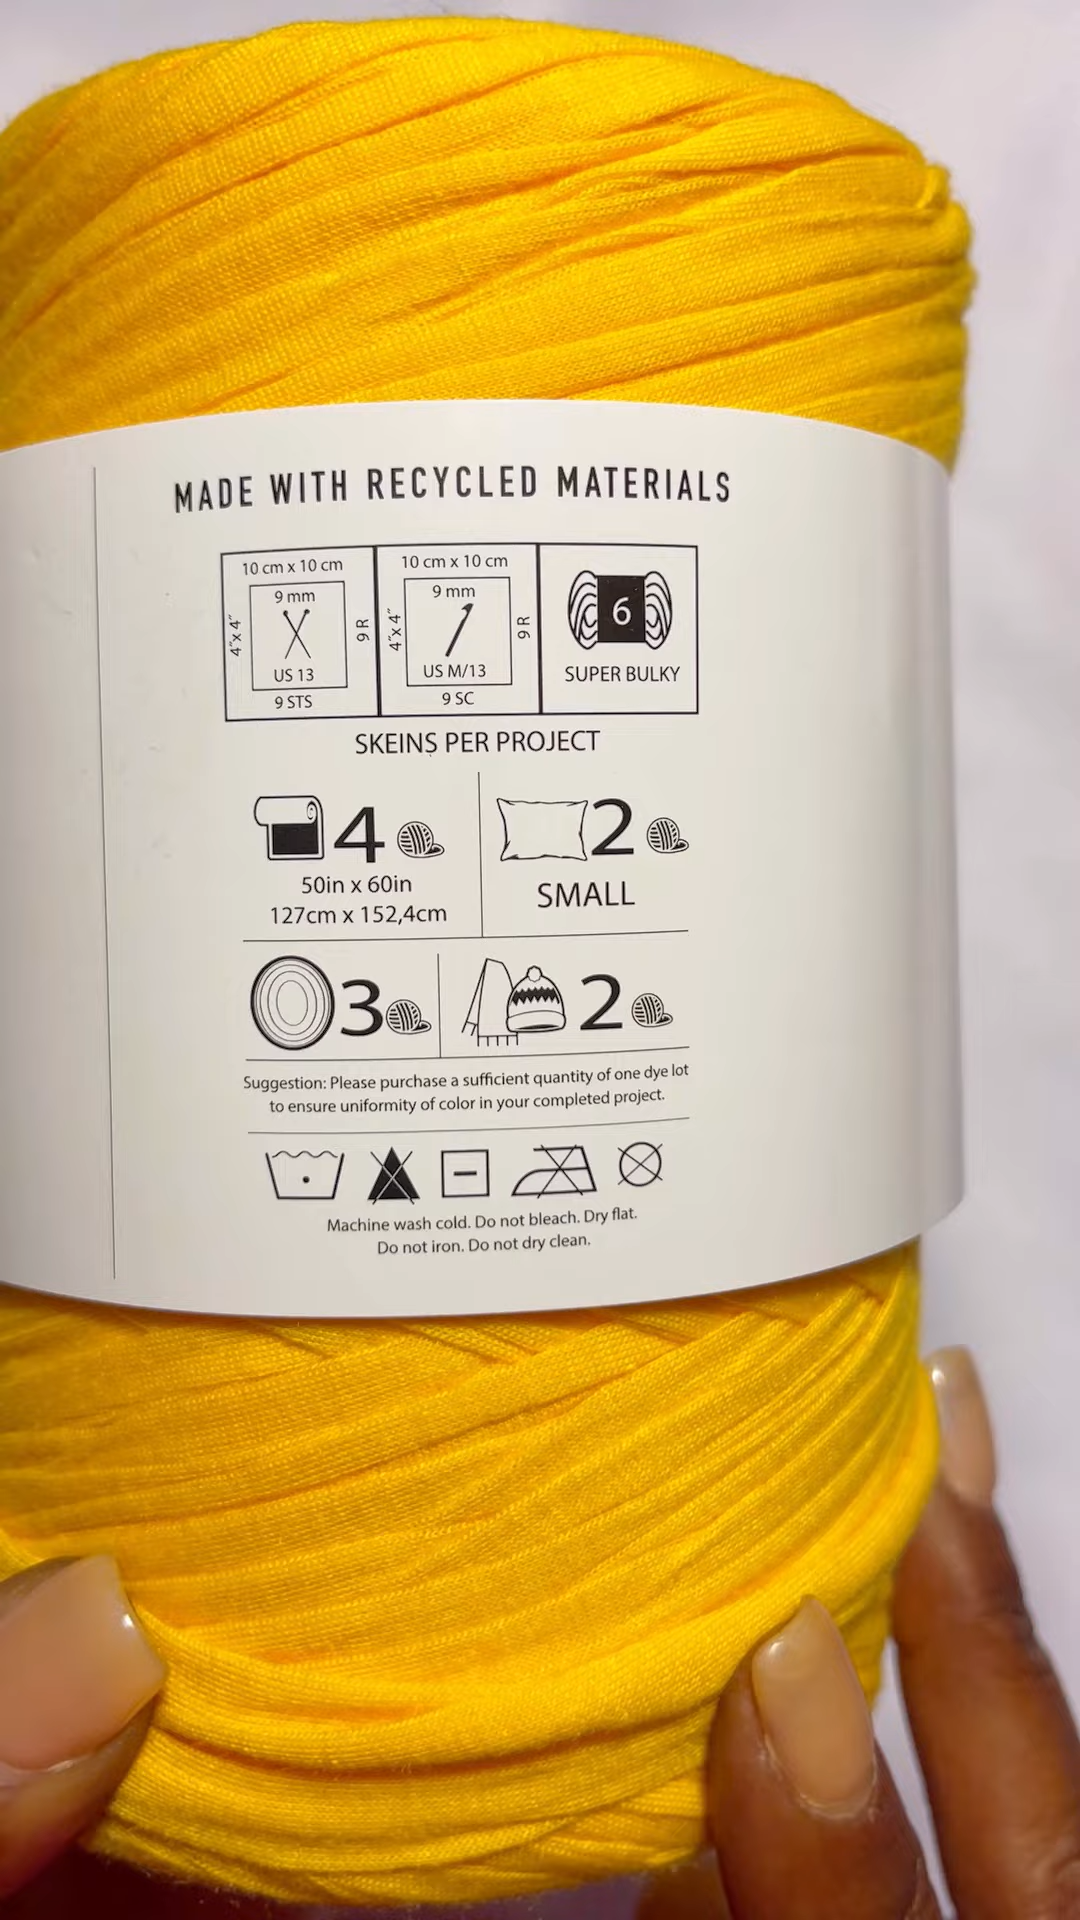 MADE WITH RECYCLED MATERIALS
10 cm x 10 cm
4"x 4"
9 mm
US 13
9 R
9 STS
10 cm x 10 cm
4"x 4"
9 mm
US M/13
9 R
9 SC
6
SUPER BULKY
SKEINS PER PROJECT
4
50in x 60in
127cm x 152,4cm
2
SMALL
3
2
Suggestion: Please purchase a sufficient quantity of one dye lot
to ensure uniformity of color in your completed project.
Machine wash cold. Do not bleach. Dry flat.
Do not iron. Do not dry clean.